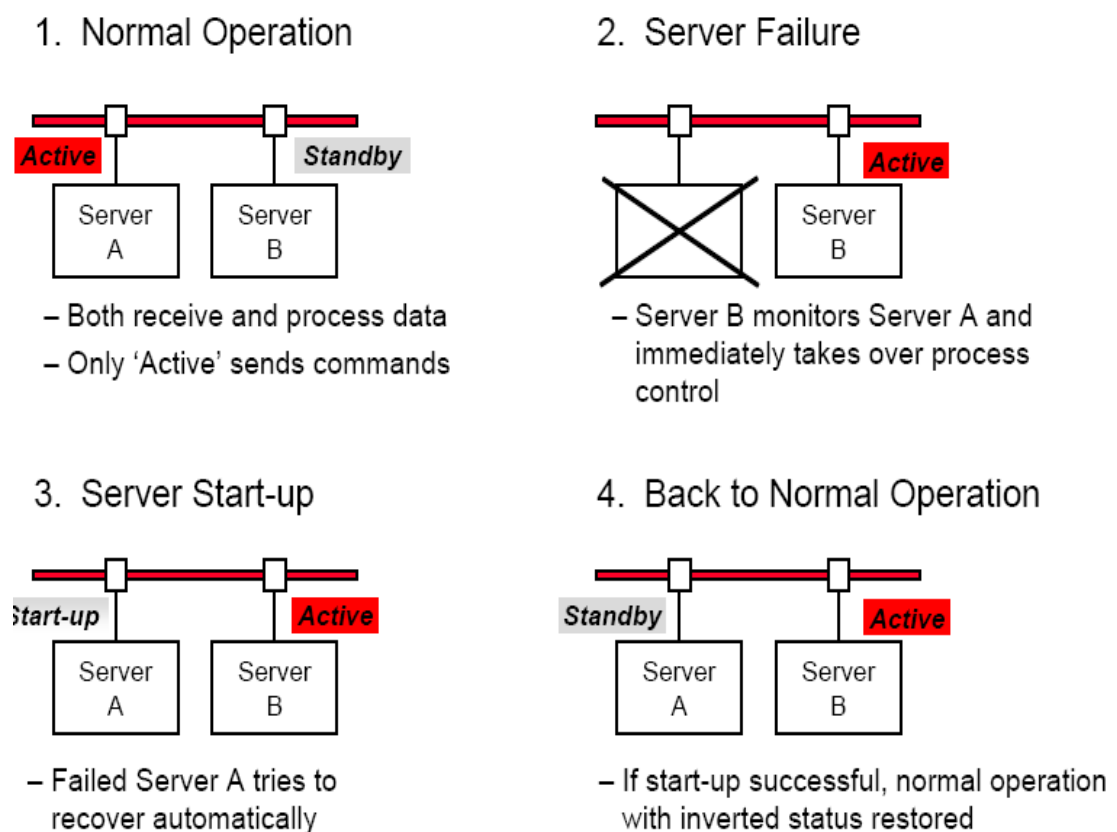 1. Normal Operation
Active
Standby
Server
A
Server
B
– Both receive and process data
– Only ‘Active’ sends commands
2. Server Failure
Active
Server
B
– Server B monitors Server A and
immediately takes over process
control
3. Server Start-up
Start-up
Active
Server
A
Server
B
– Failed Server A tries to
recover automatically
4. Back to Normal Operation
Standby
Active
Server
A
Server
B
– If start-up successful, normal operation
with inverted status restored